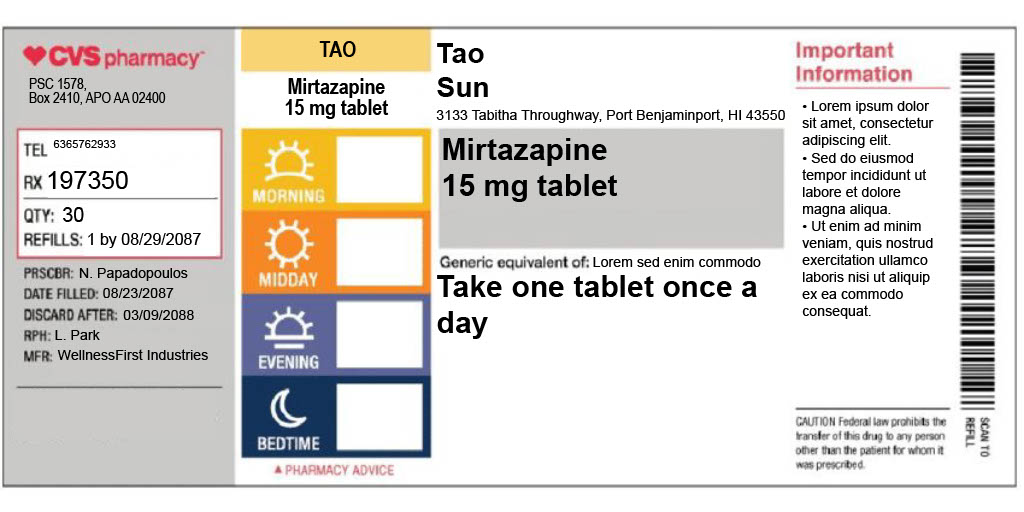 CVS pharmacy
PSC 1578,
Box 2410, APO AA 02400
TEL 6365762933
RX 197350
QTY: 30
REFILLS: 1 by 08/29/2087
PRSCBR: N. Papadopoulos
DATE FILLED: 08/23/2087
DISCARD AFTER: 03/09/2088
RPH: L. Park
MFR: WellnessFirst Industries
TAO
Mirtazapine
15 mg tablet
MORNING
MIDDAY
EVENING
BEDTIME
▲ PHARMACY ADVICE
Tao
Sun
3133 Tabitha Throughway, Port Benjaminport, HI 43550
Mirtazapine
15 mg tablet
Generic equivalent of: Lorem sed enim commodo
Take one tablet once a
day
Important
Information
• Lorem ipsum dolor
sit amet, consectetur
adipiscing elit.
• Sed do eiusmod
tempor incididunt ut
labore et dolore
magna aliqua.
• Ut enim ad minim
veniam, quis nostrud
exercitation ullamco
laboris nisi ut aliquip
ex ea commodo
consequat.
CAUTION Federal law prohibits the
transfer of this drug to any person
other than the patient for whom it
was prescribed.
SCAN TO
REFILL